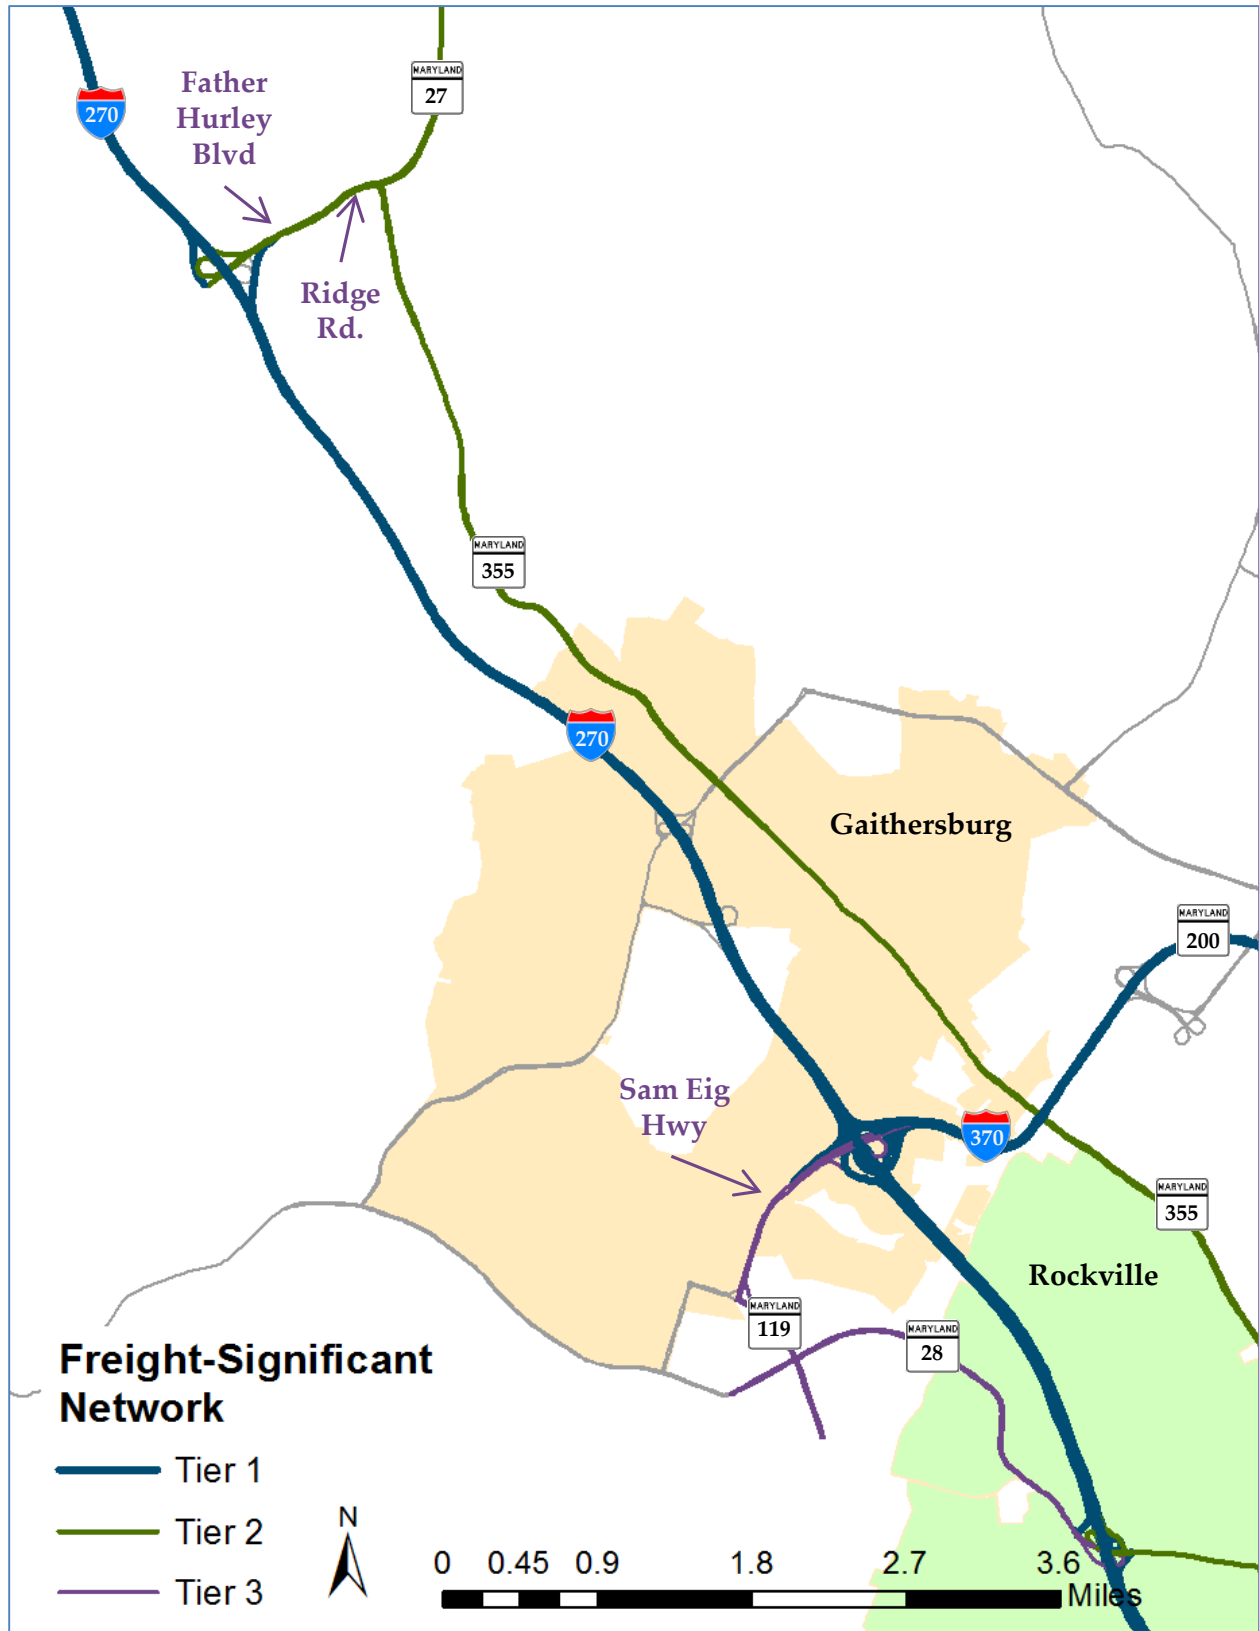 MARYLAND
27
Father
Hurley
Blvd
270
Ridge
Rd.
MARYLAND
355
270
Gaithersburg
MARYLAND
200
Sam Eig
Hwy
370
MARYLAND
355
Rockville
MARYLAND
119
MARYLAND
28
Freight-Significant
Network
Tier 1
Tier 2
Tier 3
N
0 0.45 0.9 1.8 2.7 3.6
Miles